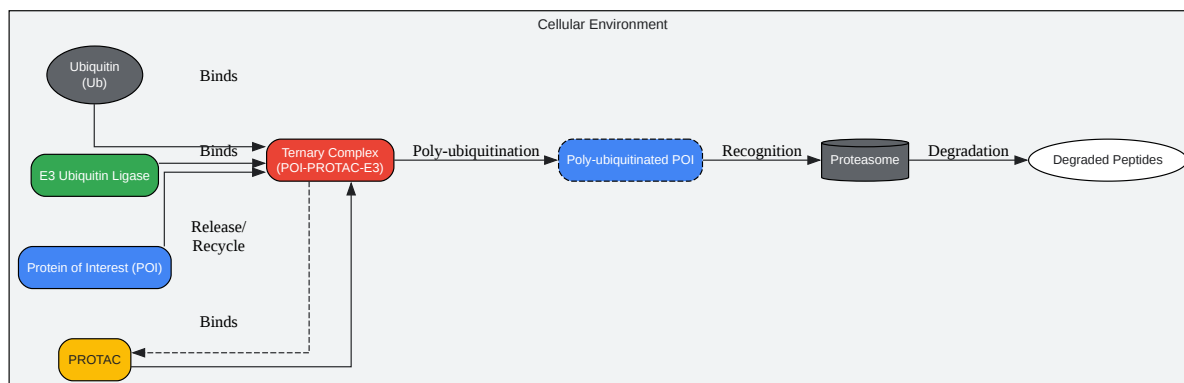 Cellular Environment
Ubiquitin
(Ub)
Binds
Binds
E3 Ubiquitin Ligase
Ternary Complex
(POI-PROTAC-E3)
Poly-ubiquitination
Poly-ubiquitinated POI
Recognition
Proteasome
Degradation
Degraded Peptides
Release/
Recycle
Protein of Interest (POI)
Binds
PROTAC